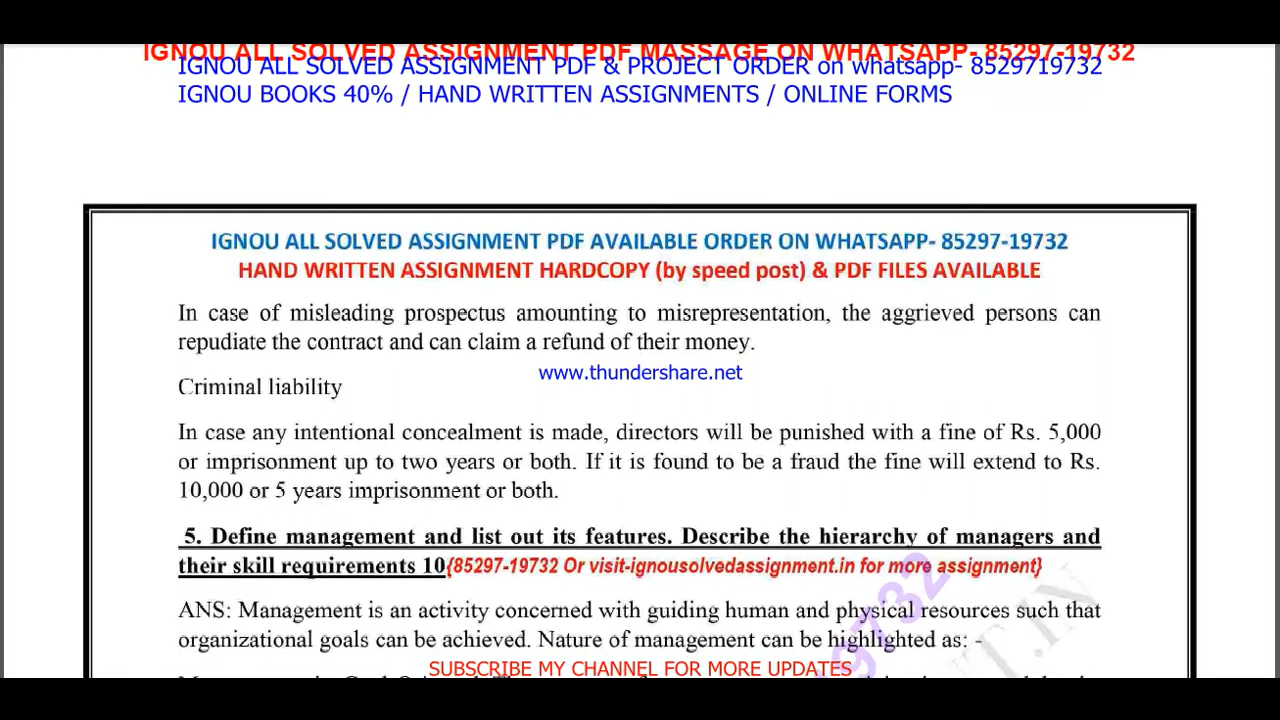 IGNOU ALL SOLVED ASSIGNMENT PDF MASSAGE ON WHATSAPP- 85297-19732
IGNOU ALL SOLVED ASSIGNMENT PDF & PROJECT ORDER on whatsapp- 8529719732
IGNOU BOOKS 40% / HAND WRITTEN ASSIGNMENTS / ONLINE FORMS
IGNOU ALL SOLVED ASSIGNMENT PDF AVAILABLE ORDER ON WHATSAPP- 85297-19732
HAND WRITTEN ASSIGNMENT HARDCOPY (by speed post) & PDF FILES AVAILABLE
In case of misleading prospectus amounting to misrepresentation, the aggrieved persons can
repudiate the contract and can claim a refund of their money.
www.thundershare.net
Criminal liability
In case any intentional concealment is made, directors will be punished with a fine of Rs. 5,000
or imprisonment up to two years or both. If it is found to be a fraud the fine will extend to Rs.
10,000 or 5 years imprisonment or both.
5. Define management and list out its features. Describe the hierarchy of managers and
their skill requirements 10{85297-19732 Or visit-ignousolvedassignment.in for more assignment}
ANS: Management is an activity concerned with guiding human and physical resources such that
organizational goals can be achieved. Nature of management can be highlighted as: -
SUBSCRIBE MY CHANNEL FOR MORE UPDATES